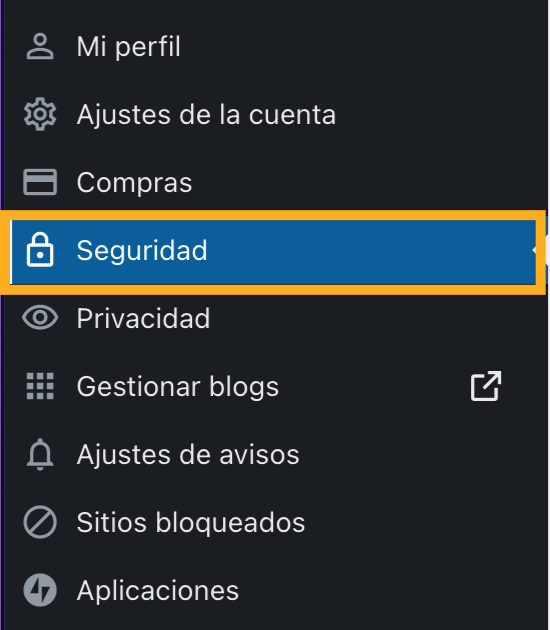 Mi perfil
Ajustes de la cuenta
Compras
Seguridad
Privacidad
Gestionar blogs
Ajustes de avisos
Sitios bloqueados
Aplicaciones